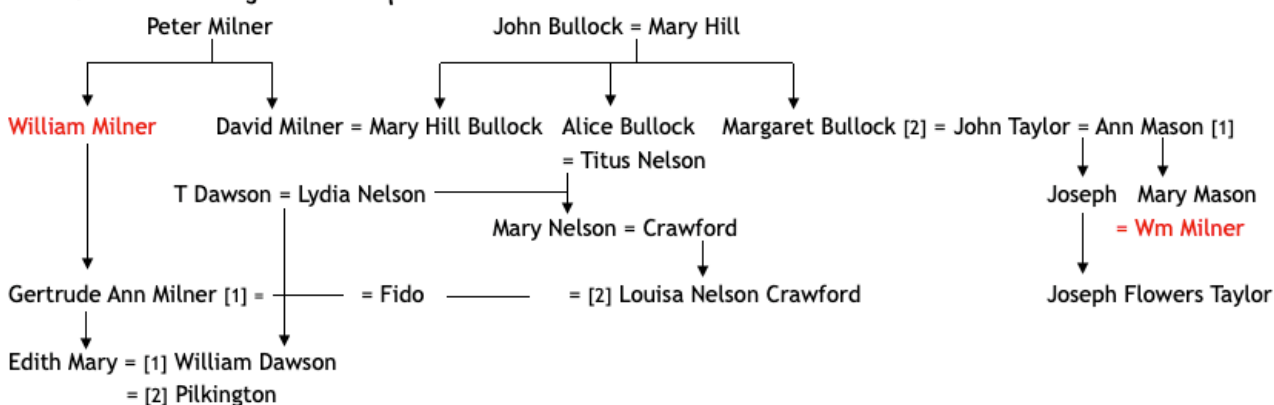 Peter Milner John Bullock = Mary Hill
William Milner David Milner = Mary Hill Bullock Alice Bullock Margaret Bullock [2] = John Taylor = Ann Mason [1]
= Titus Nelson
T Dawson = Lydia Nelson Joseph Mary Mason
Mary Nelson = Crawford = Wm Milner
Gertrude Ann Milner [1] = = Fido = [2] Louisa Nelson Crawford Joseph Flowers Taylor
Edith Mary = [1] William Dawson
= [2] Pilkington